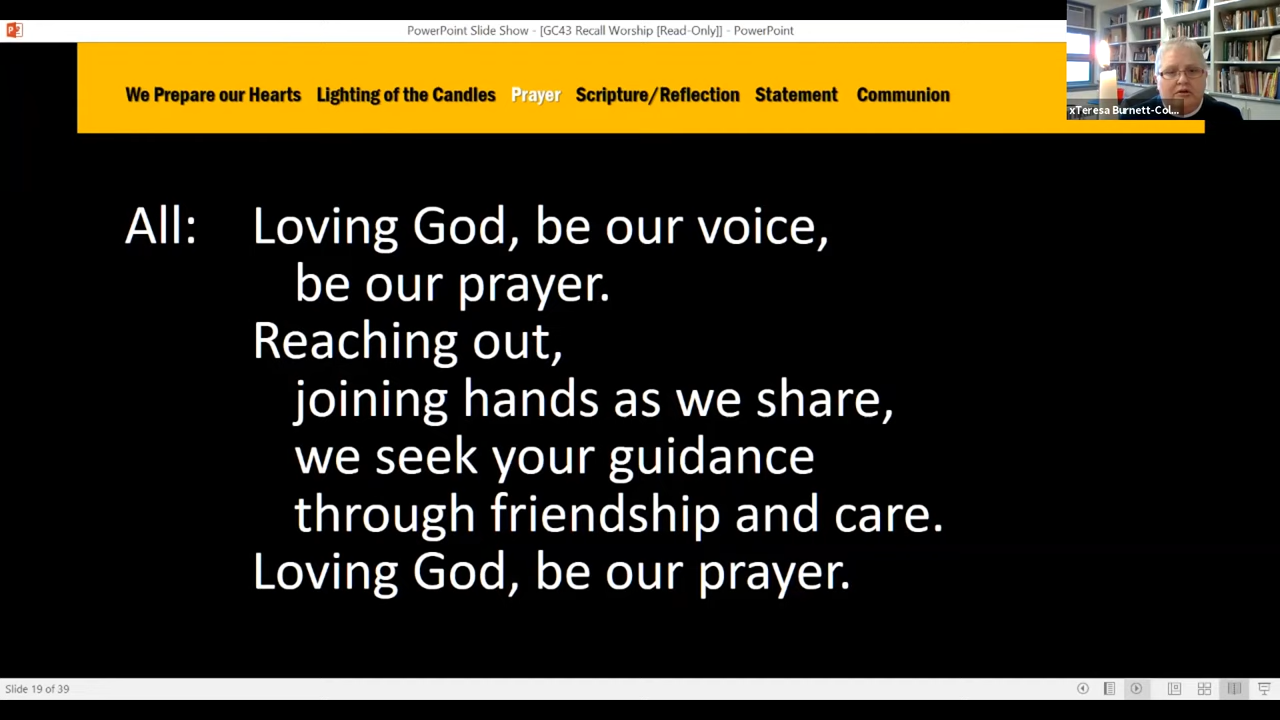 PowerPoint Slide Show - [GC43 Recall Worship [Read-Only]] - PowerPoint
We Prepare our Hearts Lighting of the Candles Prayer Scripture/Reflection Statement Communion
xTeresa Burnett-Col...
All: Loving God, be our voice,
be our prayer.
Reaching out,
joining hands as we share,
we seek your guidance
through friendship and care.
Loving God, be our prayer.
Slide 19 of 39